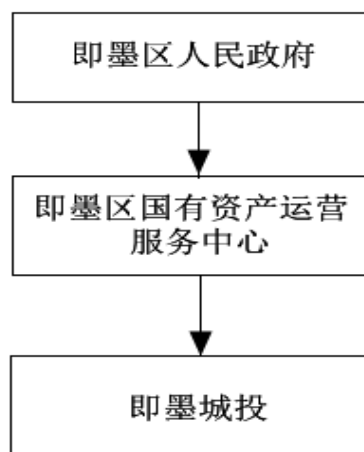 即墨区人民政府
即墨区国有资产运营
服务中心
即墨城投